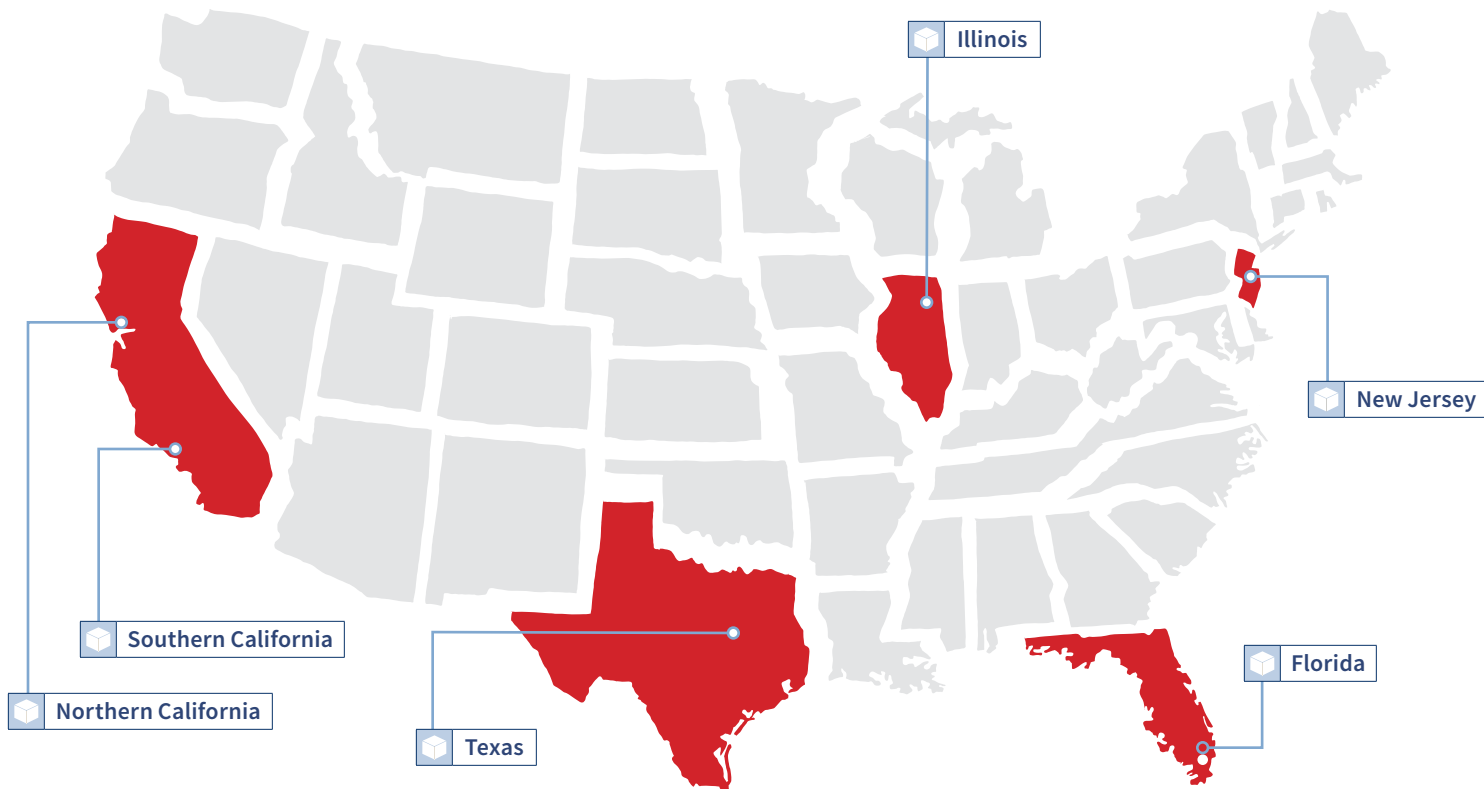 Illinois
New Jersey
Southern California
Florida
Northern California
Texas